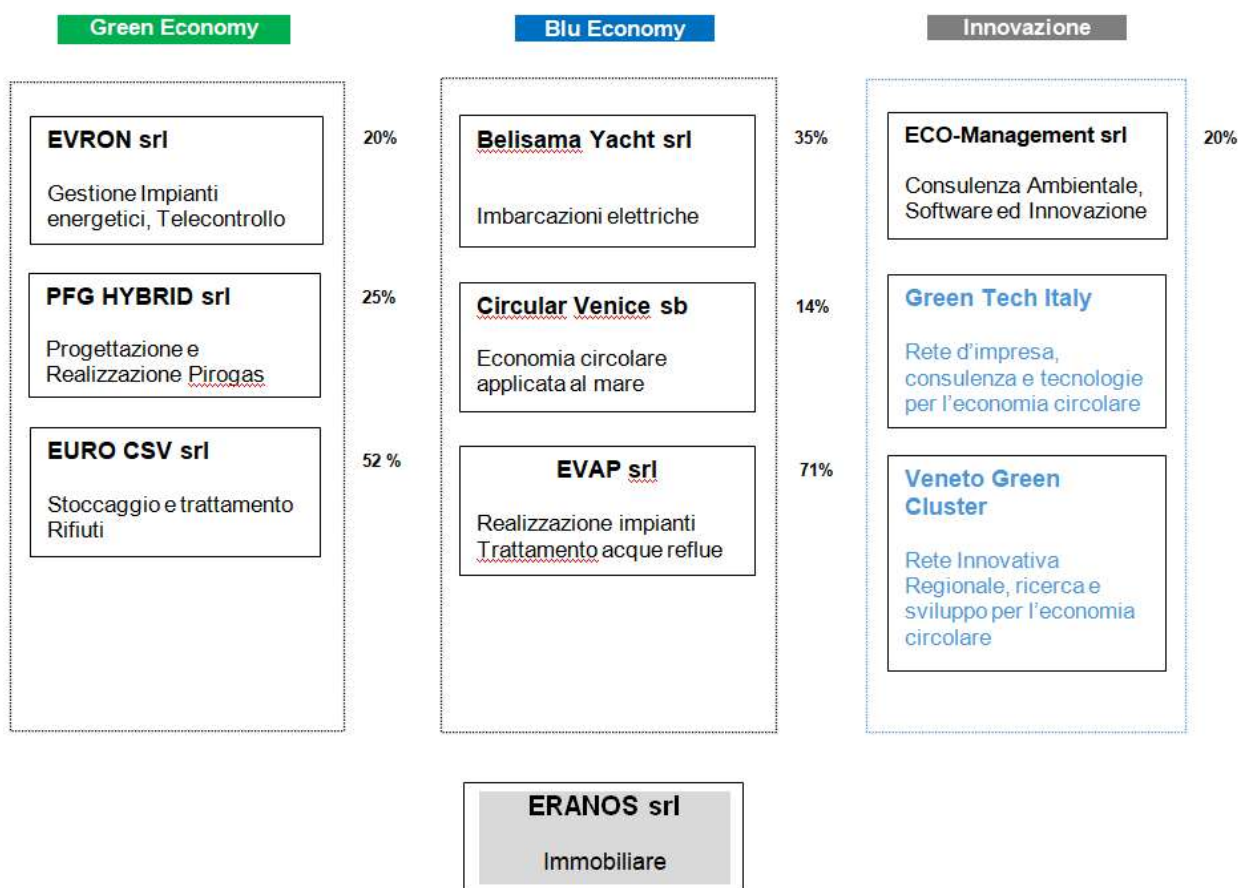 Green Economy
EVRON srl
20%
Gestione Impianti
energetici, Telecontrollo
PFG HYBRID srl
25%
Progettazione e
Realizzazione Pirogas
EURO CSV srl
52 %
Stoccaggio e trattamento
Rifiuti
Blu Economy
Belisama Yacht srl
35%
Imbarcazioni elettriche
Circular Venice sb
14%
Economia circolare
applicata al mare
EVAP srl
71%
Realizzazione impianti
Trattamento acque reflue
Innovazione
ECO-Management srl
20%
Consulenza Ambientale,
Software ed Innovazione
Green Tech Italy
Rete d’impresa,
consulenza e tecnologie
per l’economia circolare
Veneto Green
Cluster
Rete Innovativa
Regionale, ricerca e
sviluppo per l’economia
circolare
ERANOS srl
Immobiliare